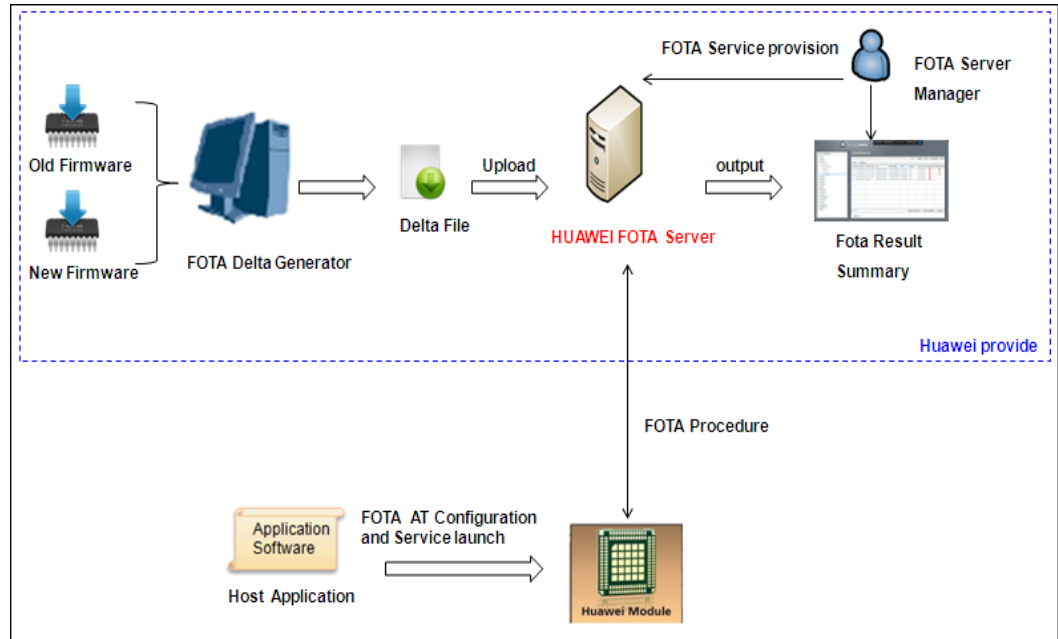 FOTA Service provision
FOTA Server
Manager
Old Firmware
New Firmware
FOTA Delta Generator
Delta File
Upload
HUAWEI FOTA Server
output
Fota Result
Summary
Huawei provide
FOTA Procedure
Application
Software
Host Application
FOTA AT Configuration
and Service launch
Huawei Module